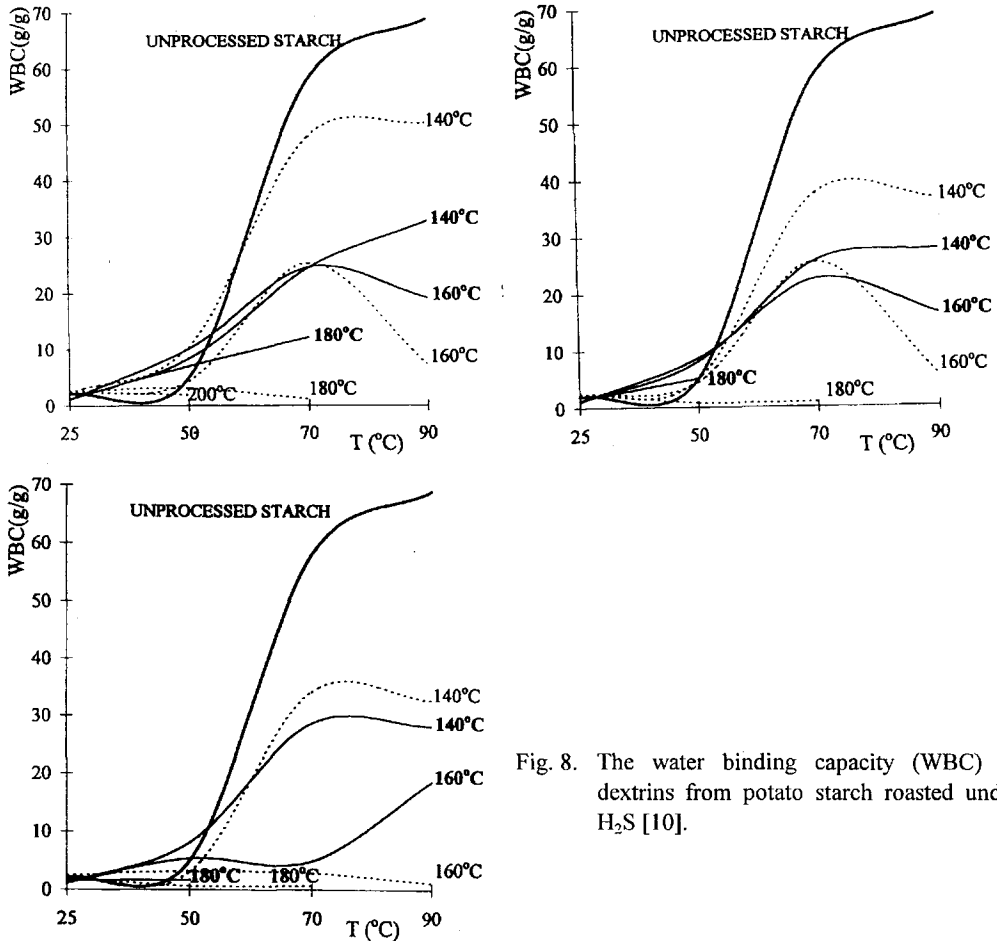 70
60
50
40
30
20
10
0
WBC(g/g)
UNPROCESSED STARCH
140°C
140°C
160°C
180°C
160°C
200°C
180°C
25
50
70
90
T (°C)
70
60
50
40
30
20
10
0
WBC(g/g)
UNPROCESSED STARCH
140°C
140°C
160°C
160°C
180°C
180°C
25
50
70
90
T (°C)
70
60
50
40
30
20
10
0
WBC(g/g)
UNPROCESSED STARCH
140°C
140°C
160°C
180°C
180°C
160°C
25
50
70
90
T (°C)
Fig. 8. The water binding capacity (WBC)
dextrins from potato starch roasted und
H₂S [10].